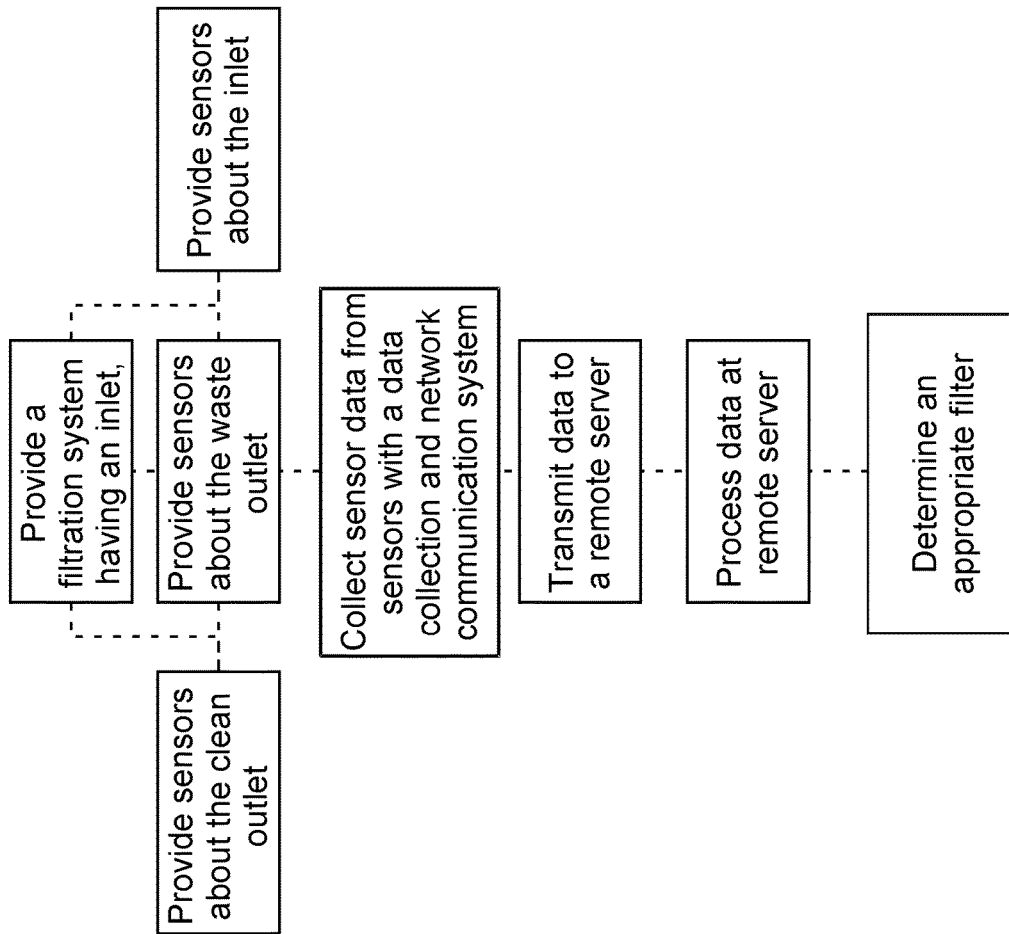 Provide a
filtration system
having an inlet,
Provide sensors
about the clean
outlet
Provide sensors
about the waste
outlet
Provide sensors
about the inlet
Collect sensor data from
sensors with a data
collection and network
communication system
Transmit data to
a remote server
Process data at
remote server
Determine an
appropriate filter